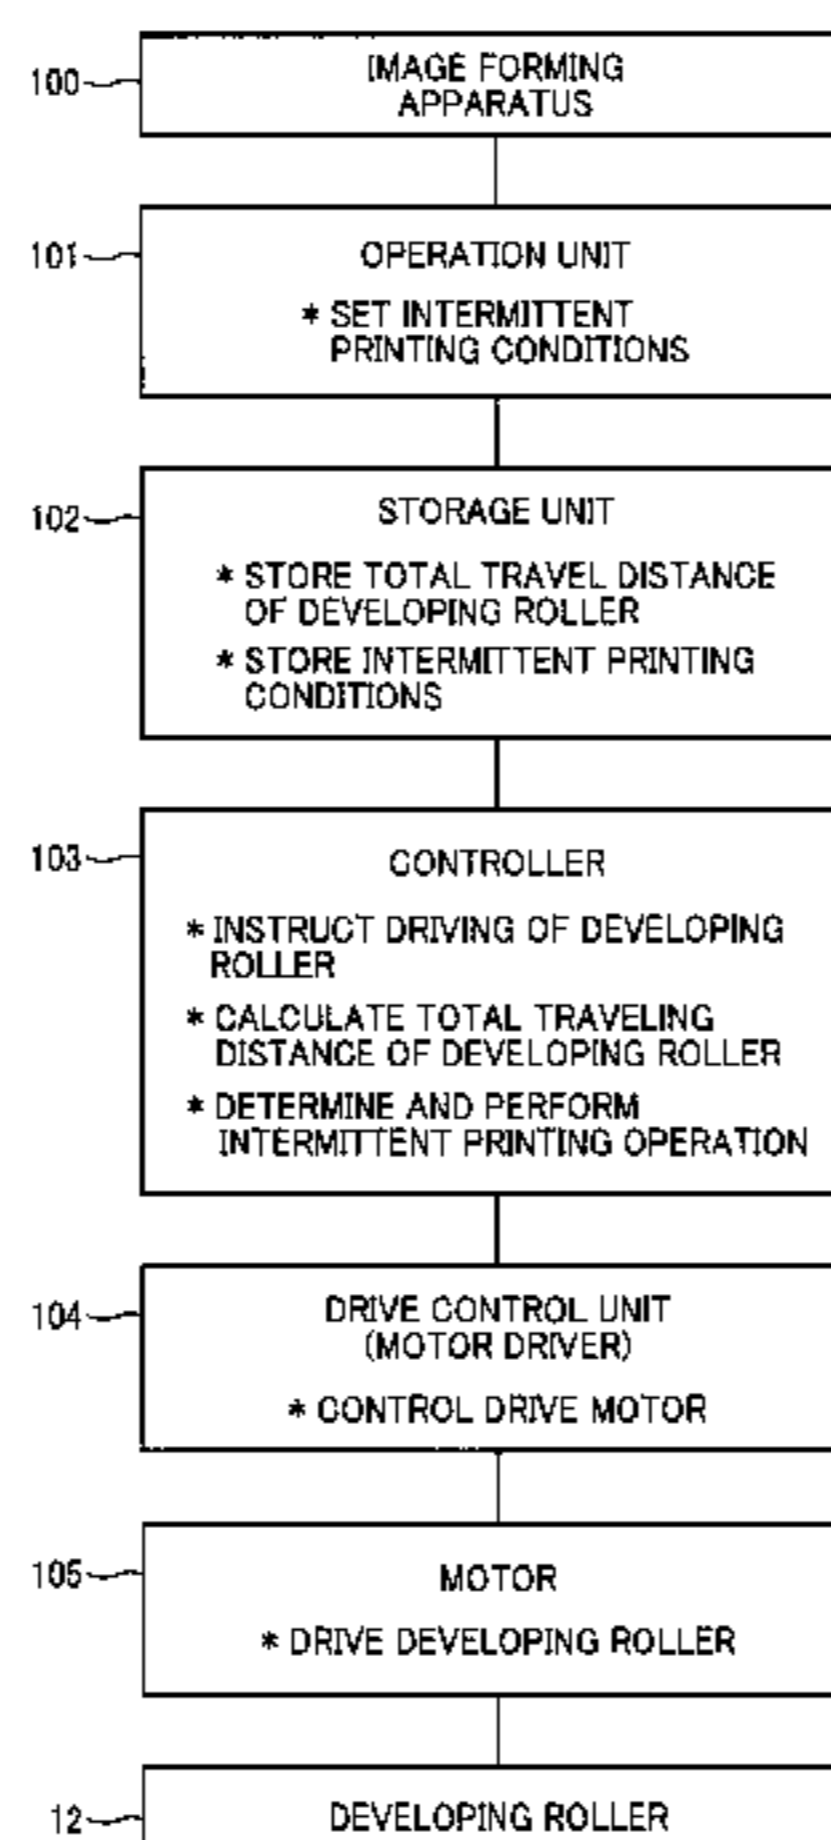 100
IMAGE FORMING
APPARATUS
101
OPERATION UNIT
* SET INTERMITTENT
PRINTING CONDITIONS
102
STORAGE UNIT
* STORE TOTAL TRAVEL DISTANCE
OF DEVELOPING ROLLER
* STORE INTERMITTENT PRINTING
CONDITIONS
103
CONTROLLER
* INSTRUCT DRIVING OF DEVELOPING
ROLLER
* CALCULATE TOTAL TRAVELING
DISTANCE OF DEVELOPING ROLLER
* DETERMINE AND PERFORM
INTERMITTENT PRINTING OPERATION
104
DRIVE CONTROL UNIT
(MOTOR DRIVER)
* CONTROL DRIVE MOTOR
105
MOTOR
* DRIVE DEVELOPING ROLLER
12
DEVELOPING ROLLER